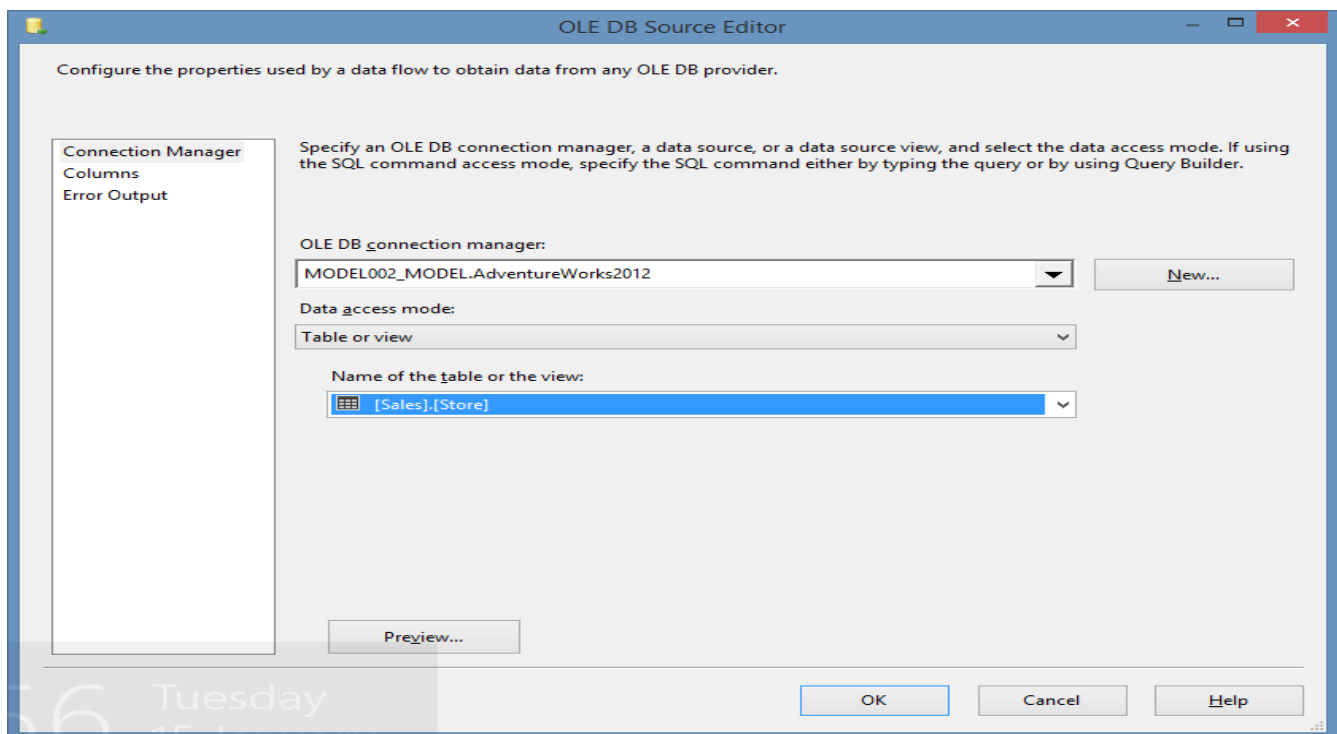 OLE DB Source Editor
Configure the properties used by a data flow to obtain data from any OLE DB provider.
Connection Manager
Columns
Error Output
Specify an OLE DB connection manager, a data source, or a data source view, and select the data access mode. If using
the SQL command access mode, specify the SQL command either by typing the query or by using Query Builder.
OLE DB connection manager:
MODEL002_MODEL.AdventureWorks2012
New...
Data access mode:
Table or view
Name of the table or the view:
[Sales].[Store]
Preview...
OK
Cancel
Help
56
Tuesday